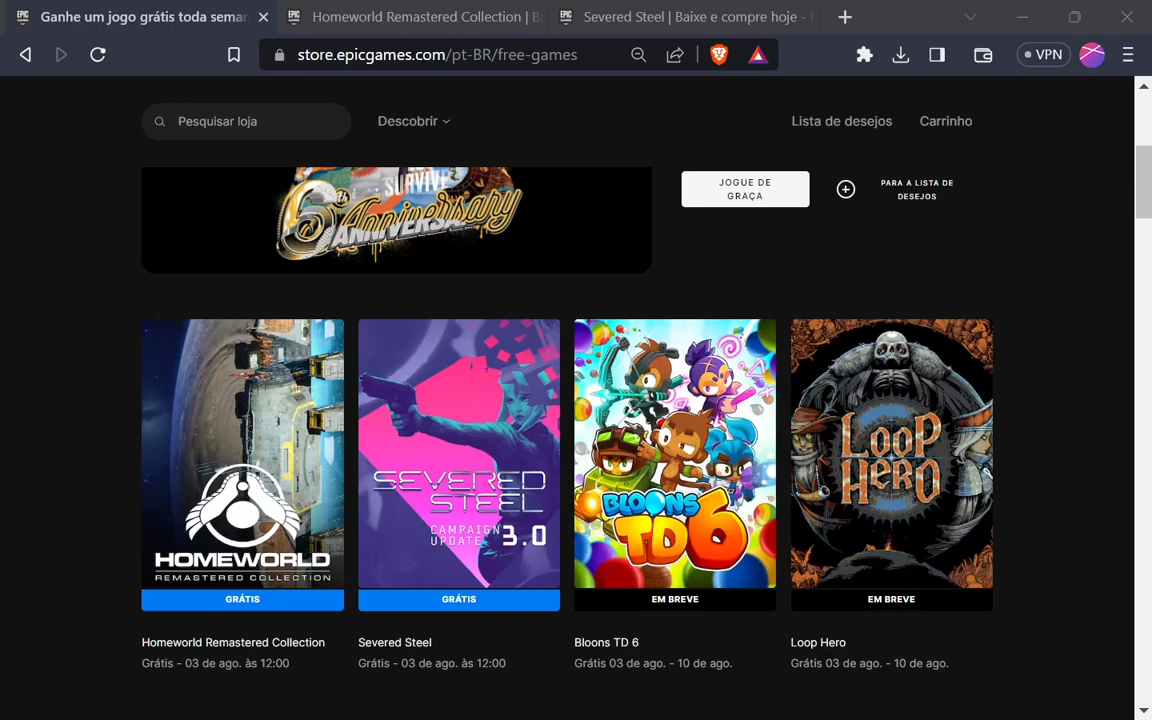 Ganhe um jogo grátis toda seman
Homeworld Remastered Collection | B
Severed Steel | Baixe e compre hoje -
store.epicgames.com/pt-BR/free-games
VPN
Pesquisar loja
Descobrir
Lista de desejos
Carrinho
SURVIVE
6th Anniversary
ANNIVERSA
JOGUE DE
GRAÇA
PARA A LISTA DE
DESEJOS
HOMEWORLD
REMASTERED COLLECTION
SEVERED
STEEL
CAMPAIGN
UPDATE 3.0
BLOONS
TD6
LOOP
HERO
GRÁTIS
GRÁTIS
EM BREVE
EM BREVE
Homeworld Remastered Collection
Severed Steel
Bloons TD 6
Loop Hero
Grátis - 03 de ago. às 12:00
Grátis - 03 de ago. às 12:00
Grátis 03 de ago. - 10 de ago.
Grátis 03 de ago. - 10 de ago.